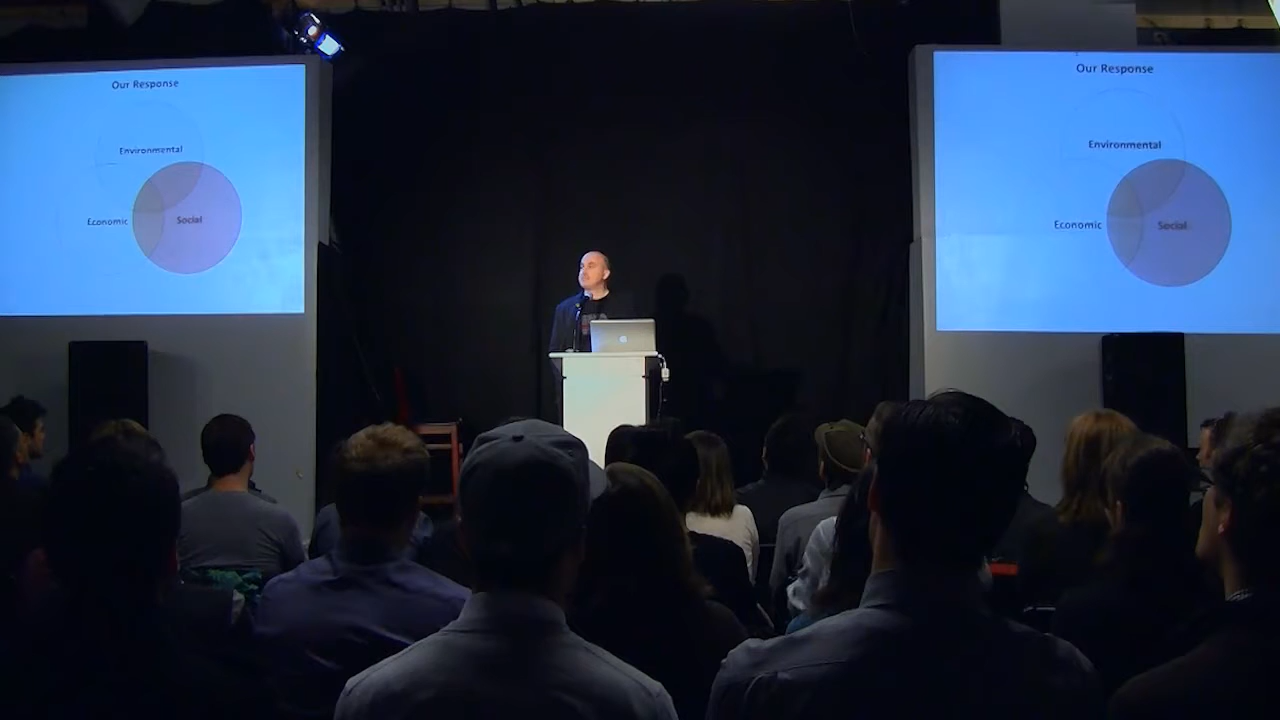 Our Response
Environmental
Economic
Social
Our Response
Environmental
Economic
Social